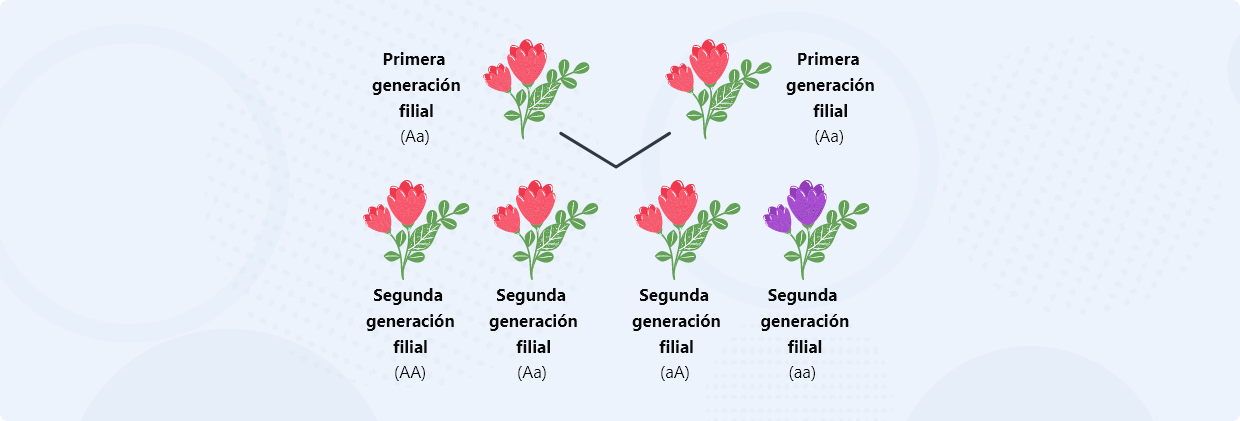 Primera
generación
filial
(Aa)
Primera
generación
filial
(Aa)
Segunda
generación
filial
(AA)
Segunda
generación
filial
(Aa)
Segunda
generación
filial
(aA)
Segunda
generación
filial
(aa)